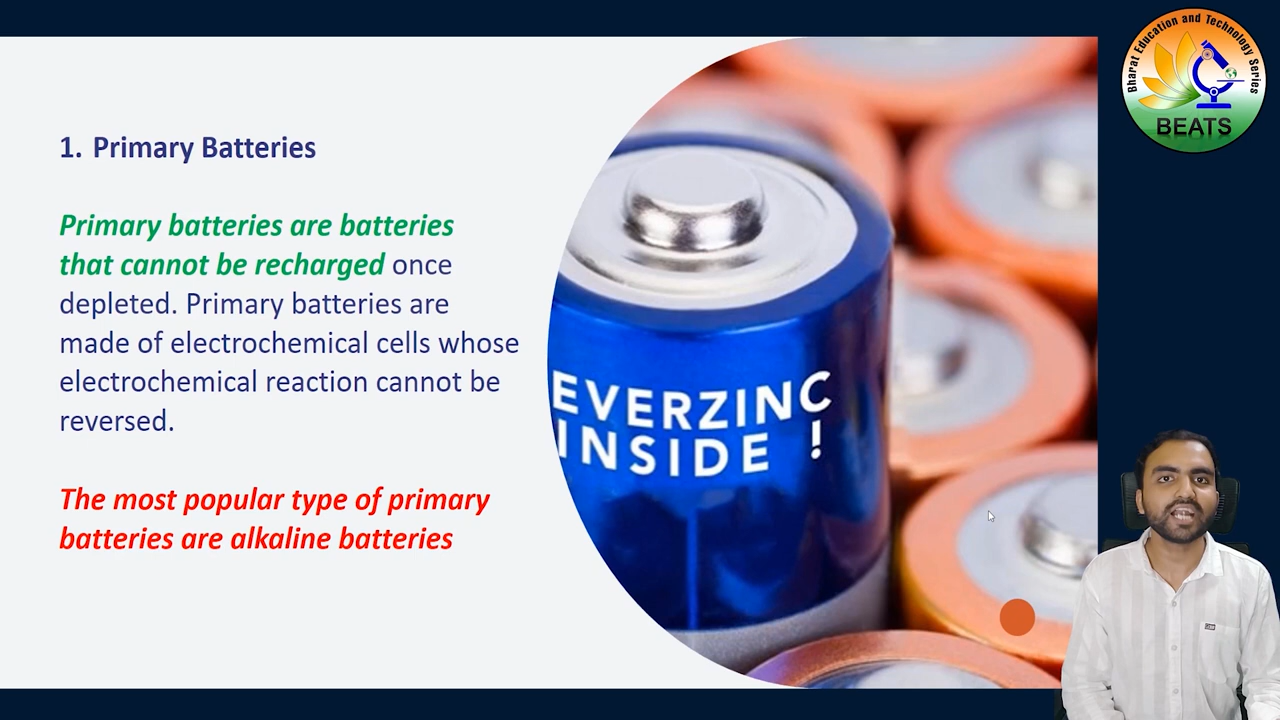 1. Primary Batteries
Primary batteries are batteries
that cannot be recharged once
depleted. Primary batteries are
made of electrochemical cells whose
electrochemical reaction cannot be
reversed.
The most popular type of primary
batteries are alkaline batteries
EVERZINC
INSIDE !
Bharat Education and Technology Series
BEATS